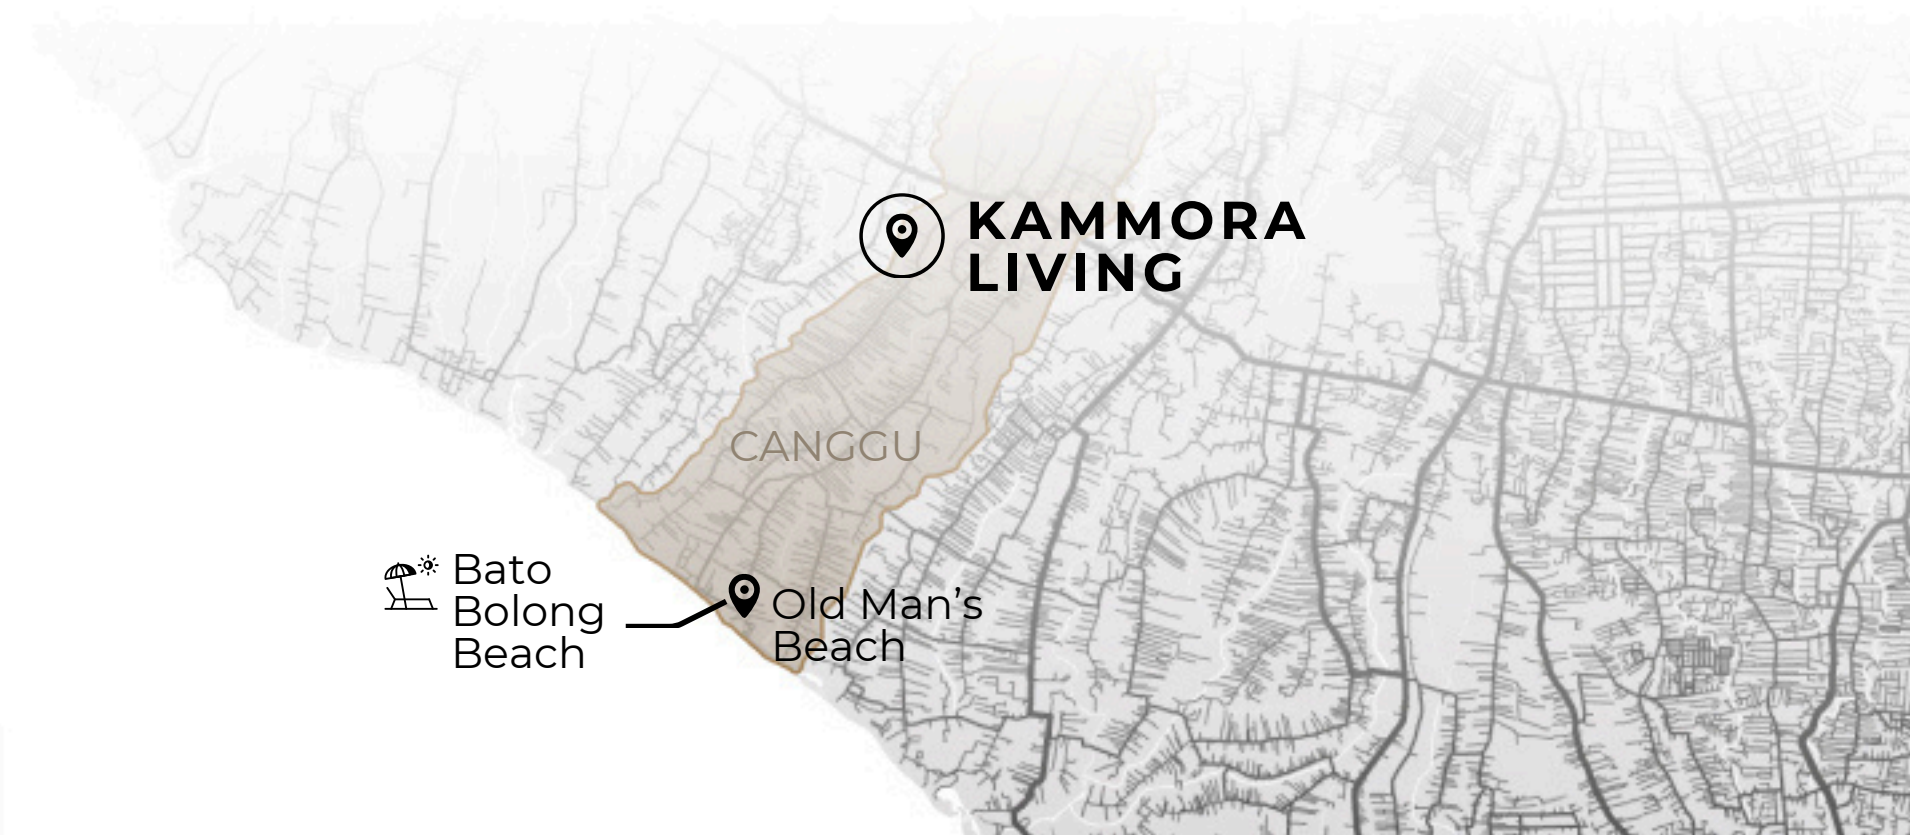 KAMMORA
LIVING
CANGGU
Bato
Bolong
Beach
Old Man’s
Beach